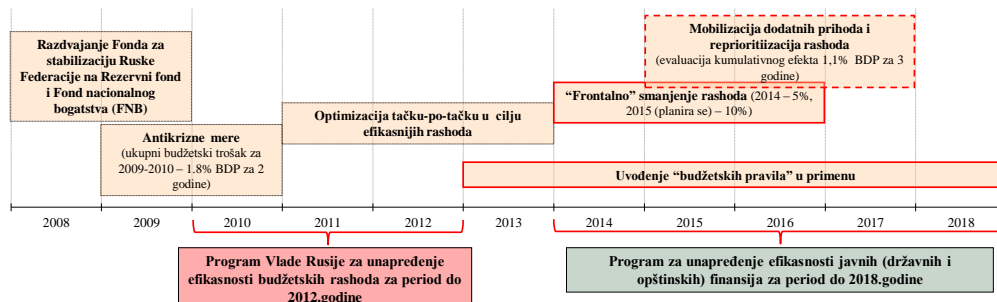 Razdvajanje Fonda za
stabilizaciju Ruske
Federacije na Rezervni fond
i Fond nacionalnog
bogatstva (FNB)
Antikrizne mere
(ukupni budžetski trošak za
2009-2010 – 1.8% BDP za 2
godine)
Optimizacija tačku-po-tačku u cilju
efikasnijih rashoda
Mobilizacija dodatnih prihoda i
reprioritiizacija rashoda
(evaluacija kumulativnog efekta 1,1% BDP za 3
godine)
“Frontalno” smanjenje rashoda (2014 – 5%,
2015 (planira se) – 10%)
Uvođenje “budžetskih pravila” u primenu
2008 2009 2010 2011 2012 2013 2014 2015 2016 2017 2018
Program Vlade Rusije za unapređenje
efikasnosti budžetskih rashoda za period do
2012.godine
Program za unapređenje efikasnosti javnih (državnih i
opštinskih) finansija za period do 2018.godine